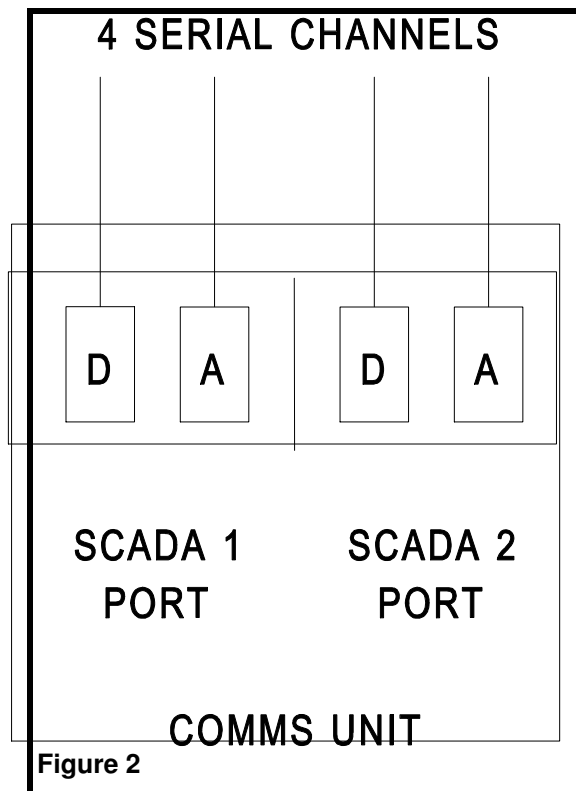 4 SERIAL CHANNELS
D A D A
SCADA 1 SCADA 2
PORT PORT
COMMS UNIT
Figure 2